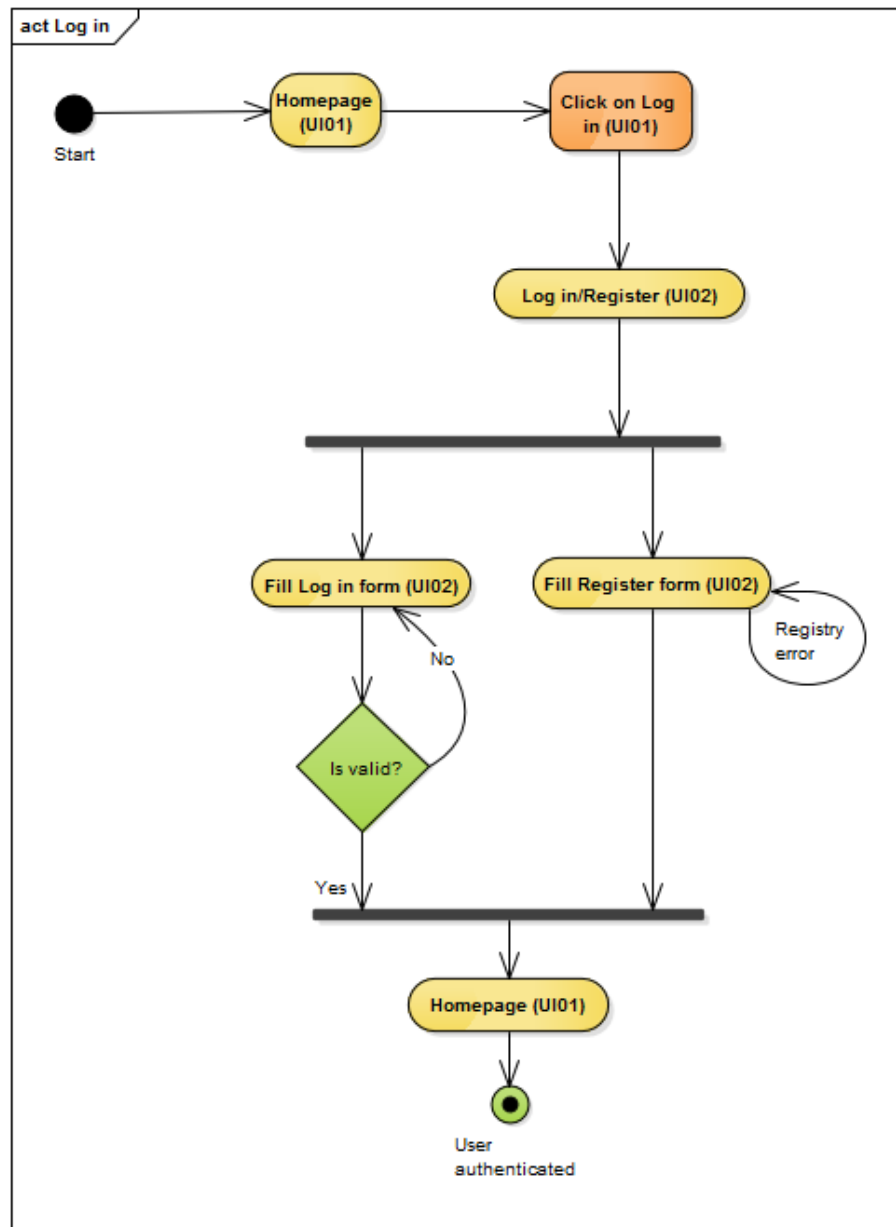 act Log in
Homepage
(UI01)
Click on Log
in (UI01)
Start
Log in/Register (UI02)
Fill Log in form (UI02)
Fill Register form (UI02)
Registry
error
No
Is valid?
Yes
Homepage (UI01)
User
authenticated